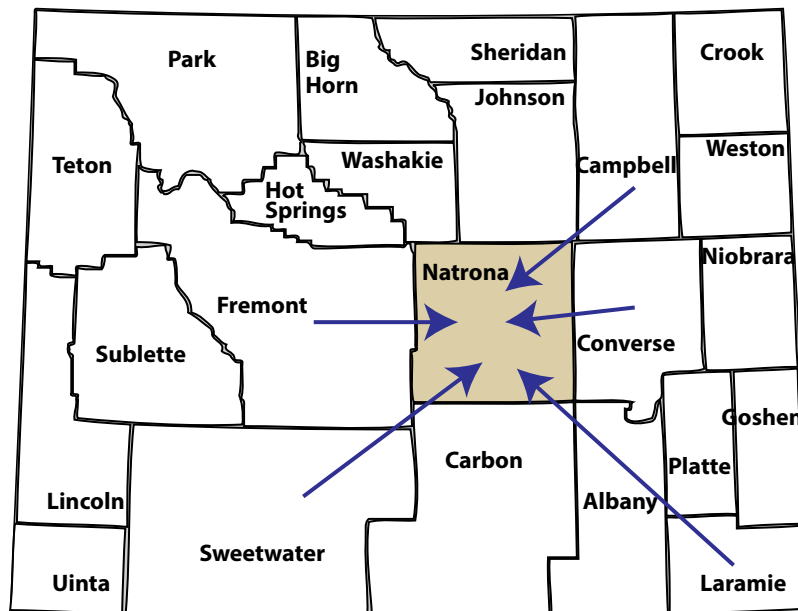 Park
Big
Horn
Sheridan
Crook
Johnson
Teton
Washakie
Campbell
Weston
Hot
Springs
Natrona
Niobrara
Fremont
Sublette
Converse
Goshen
Carbon
Platte
Lincoln
Albany
Sweetwater
Uinta
Laramie